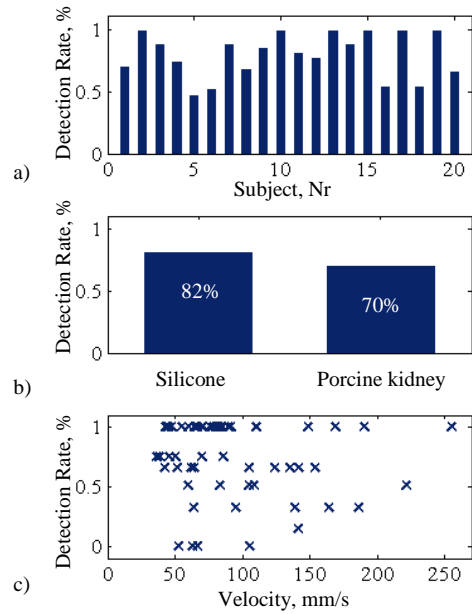 Detection Rate, %
1
0.5
0
0 5 10 15 20
Subject, Nr
a)
Detection Rate, %
1
0.5
0
82%
70%
Silicone Porcine kidney
b)
Detection Rate, %
1
0.5
0
0 50 100 150 200 250
Velocity, mm/s
c)